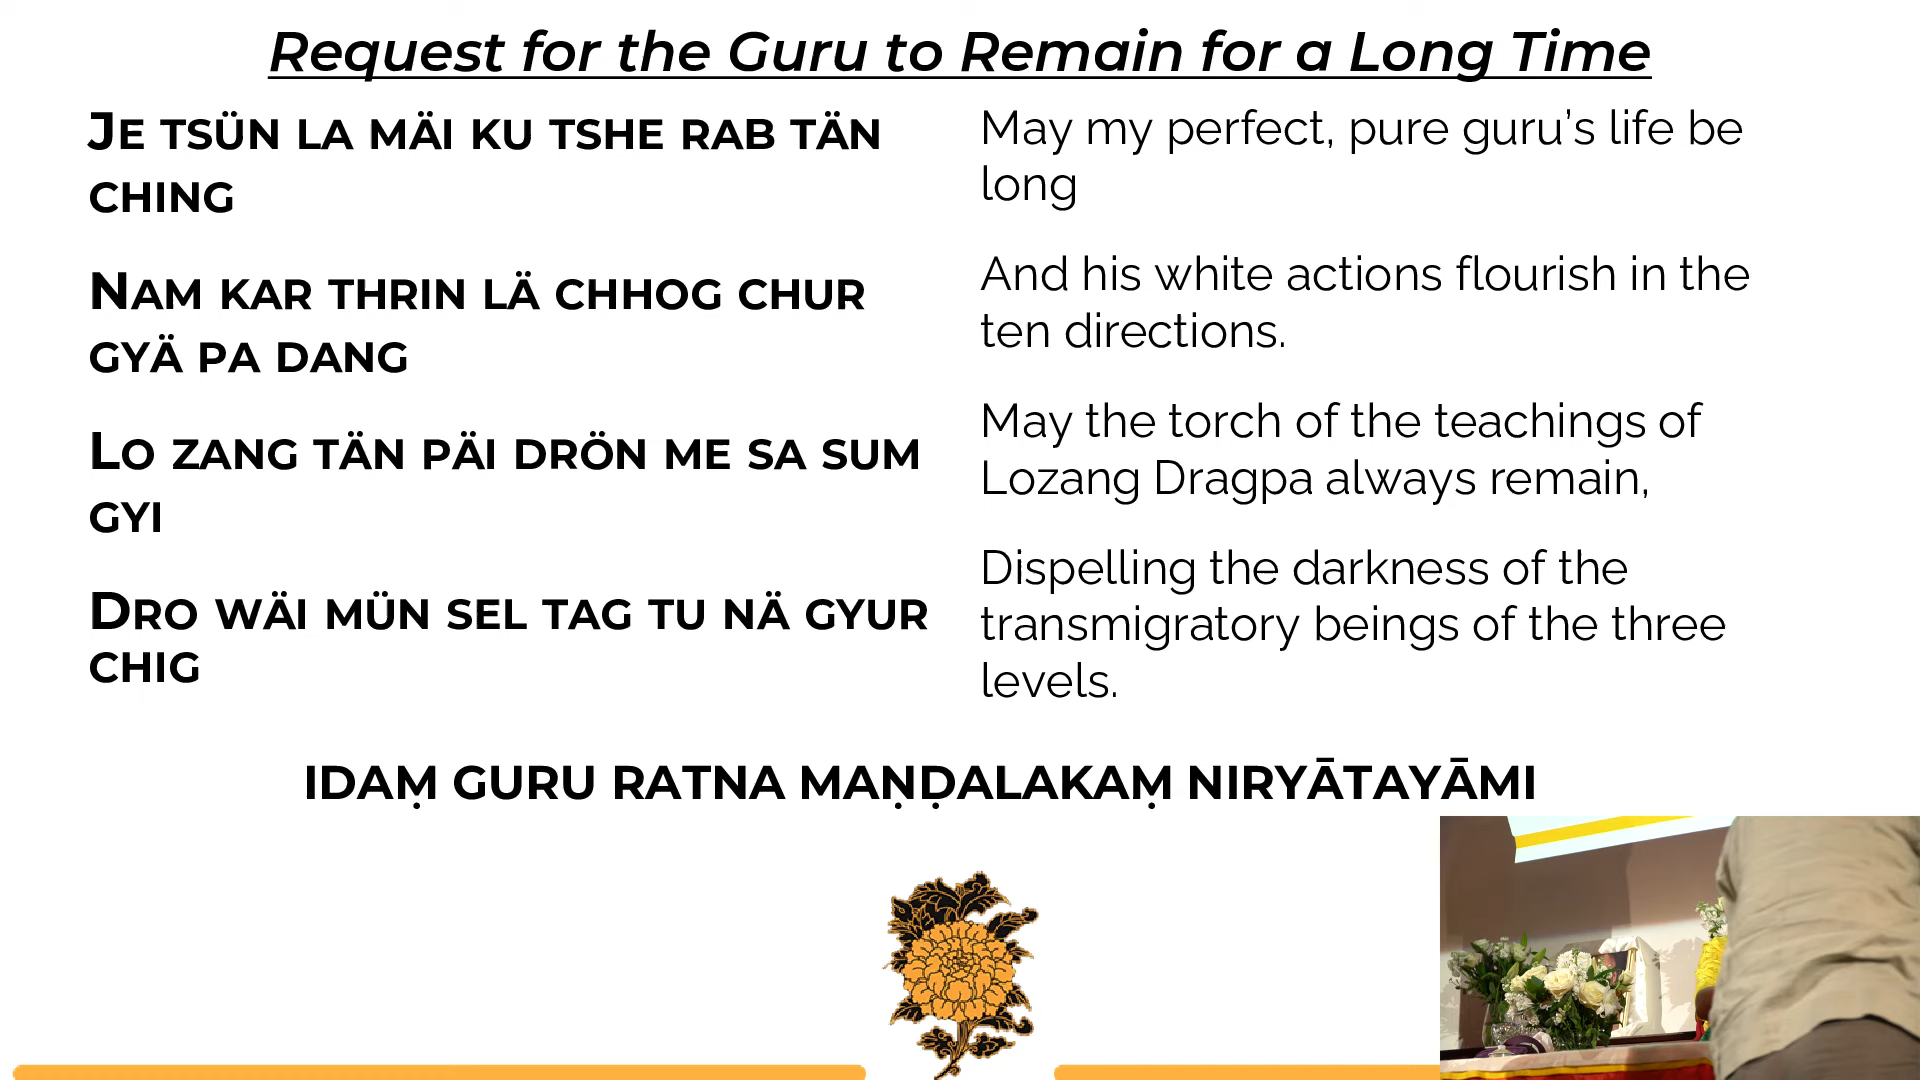 Request for the Guru to Remain for a Long Time
JE TSÜN LA MÄI KU TSHE RAB TÄN
CHING
NAM KAR THRIN LÄ CHHOG CHUR
GYÄ PA DANG
LO ZANG TÄN PÄI DRÖN ME SA SUM
GYI
DRO WÄI MÜN SEL TAG TU NÄ GYUR
CHIG
May my perfect, pure guru’s life be
long
And his white actions flourish in the
ten directions.
May the torch of the teachings of
Lozang Dragpa always remain,
Dispelling the darkness of the
transmigratory beings of the three
levels.
IDAṂ GURU RATNA MAṆḌALAKAṂ NIRYĀTAYĀMI